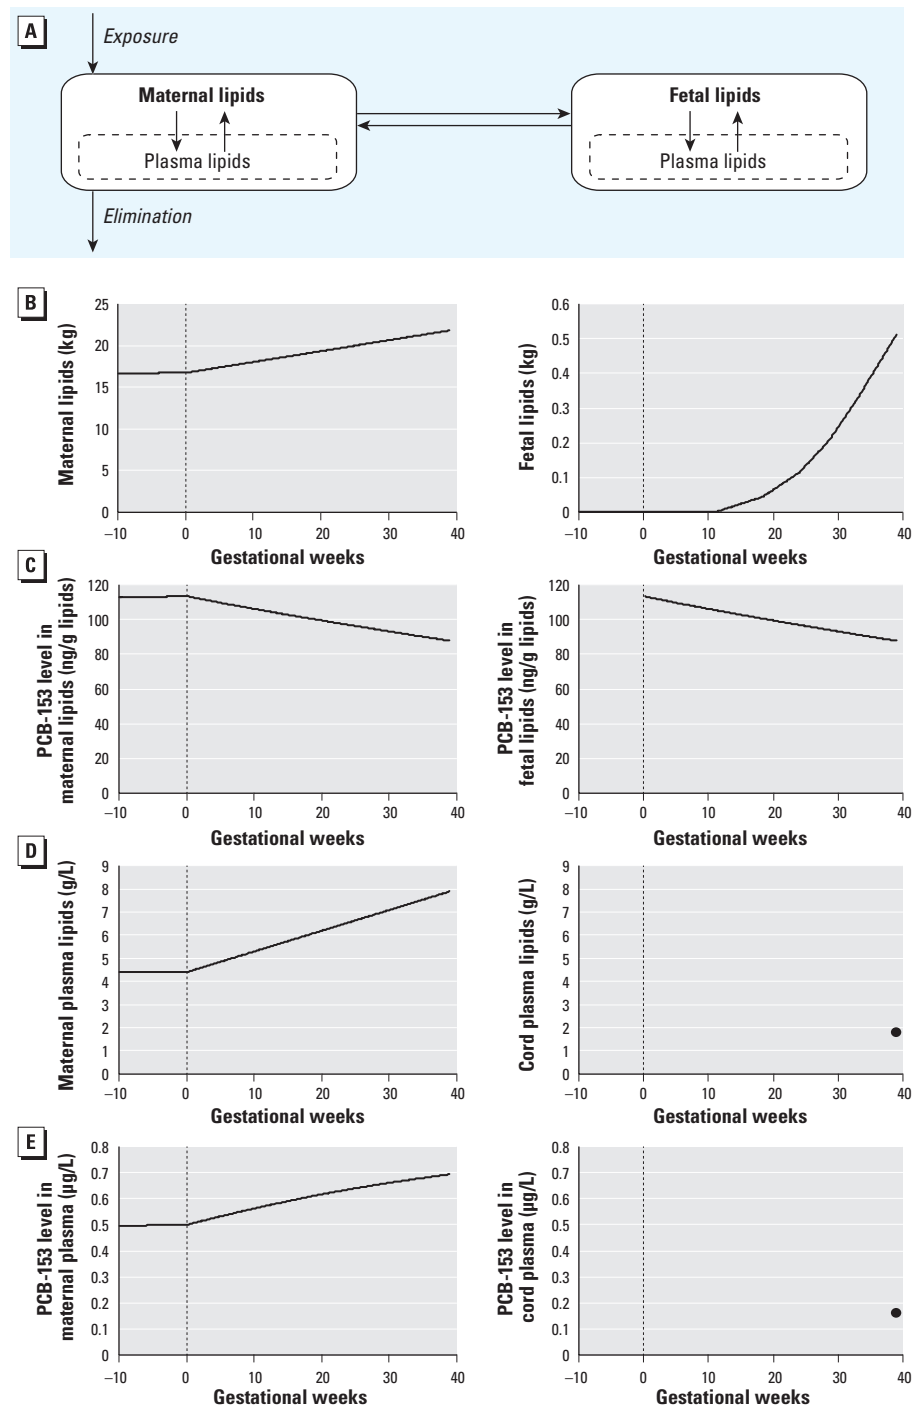 A
Exposure
Maternal lipids
Plasma lipids
Elimination
Fetal lipids
Plasma lipids
B
Maternal lipids (kg)
25
20
15
10
5
0
–10 0 10 20 30 40
Gestational weeks
Fetal lipids (kg)
0.6
0.5
0.4
0.2
0.2
0.1
0
–10 0 10 20 30 40
Gestational weeks
C
PCB-153 level in
maternal lipids (ng/g lipids)
120
100
80
60
40
20
0
–10 0 10 20 30 40
Gestational weeks
PCB-153 level in
fetal lipids (ng/g lipids)
120
100
80
60
40
20
0
–10 0 10 20 30 40
Gestational weeks
D
Maternal plasma lipids (g/L)
9
8
7
6
5
4
3
2
1
0
–10 0 10 20 30 40
Gestational weeks
Cord plasma lipids (g/L)
9
8
7
6
5
4
3
2
1
0
–10 0 10 20 30 40
Gestational weeks
E
PCB-153 level in
maternal plasma (µg/L)
0.8
0.7
0.6
0.5
0.4
0.3
0.2
0.1
0
–10 0 10 20 30 40
Gestational weeks
PCB-153 level in
cord plasma (µg/L)
0.8
0.7
0.6
0.5
0.4
0.3
0.2
0.1
0
–10 0 10 20 30 40
Gestational weeks